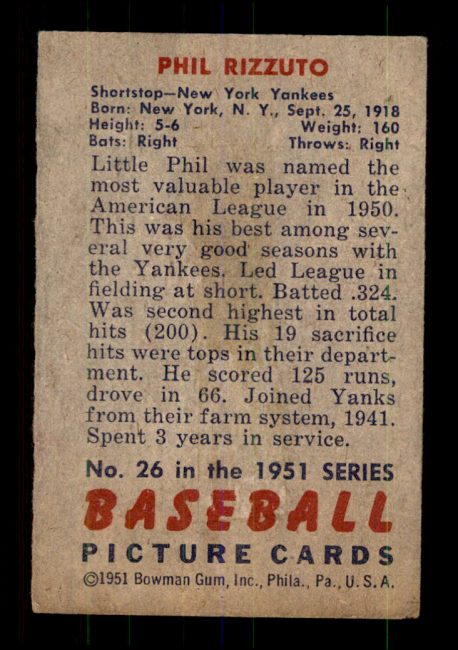 PHIL RIZZUTO
Shortstop—New York Yankees
Born: New York, N. Y., Sept. 25, 1918
Height: 5-6 Weight: 160
Bats: Right Throws: Right
Little Phil was named the
most valuable player in the
American League in 1950.
This was his best among sev-
eral very good seasons with
the Yankees. Led League in
fielding at short. Batted .324.
Was second highest in total
hits (200). His 19 sacrifice
hits were tops in their depart-
ment. He scored 125 runs,
drove in 66. Joined Yanks
from their farm system, 1941.
Spent 3 years in service.
No. 26 in the 1951 SERIES
BASEBALL
PICTURE CARDS
©1951 Bowman Gum, Inc., Phila., Pa., U. S. A.